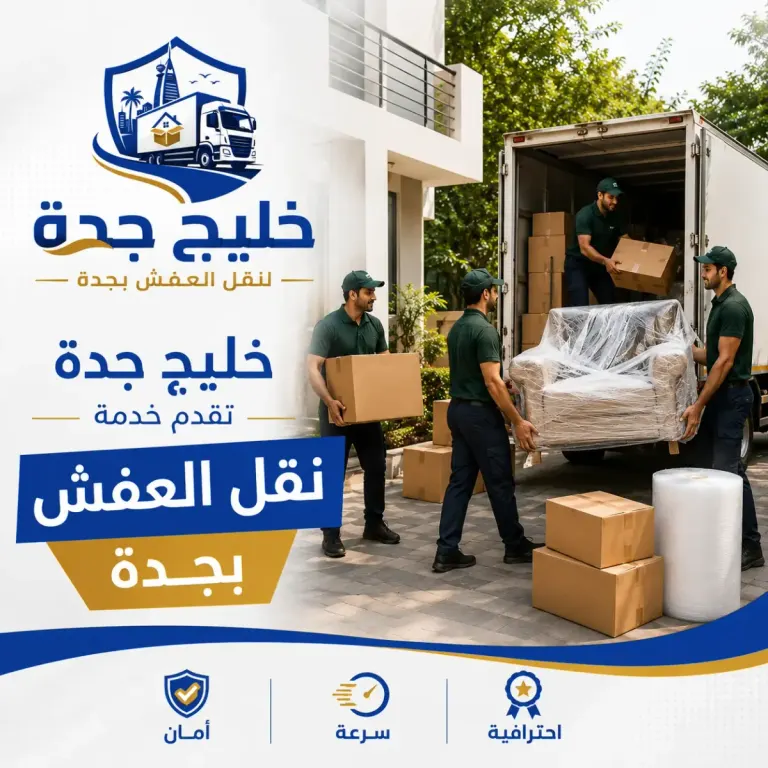 خليج جدة
لنقل العفش بجدة
خليج جدة
تقدم خدمة
نقل العفش
بجدة
أمان
سرعة
احترافية